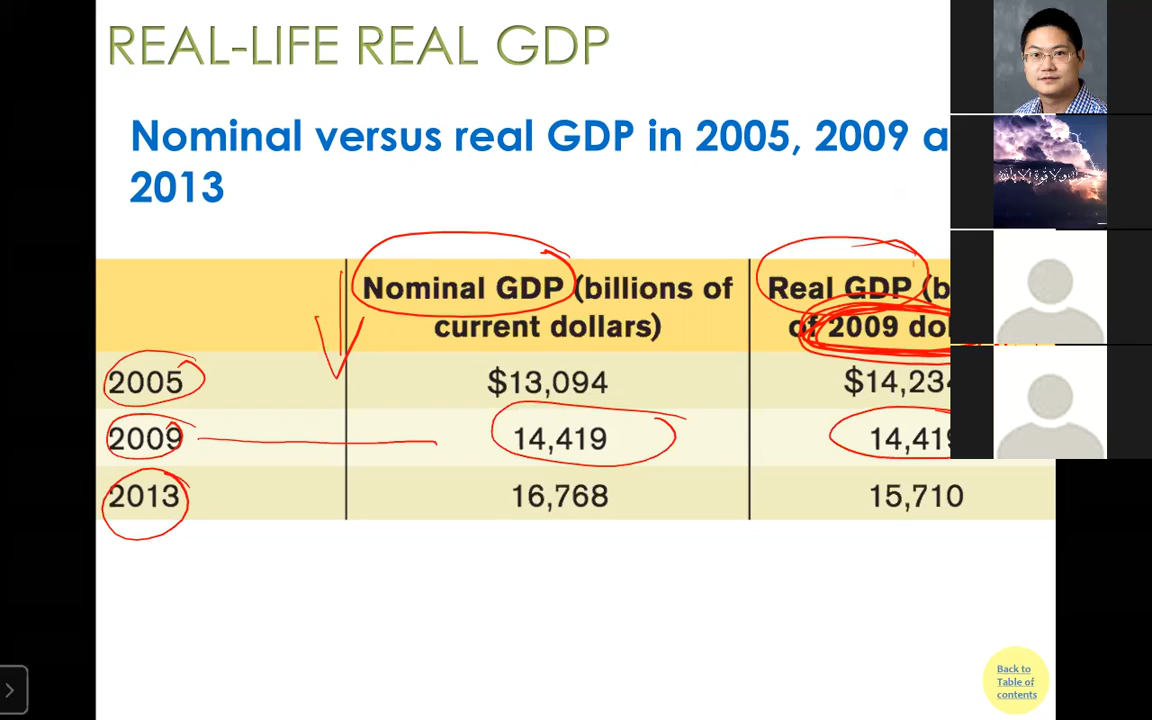 REAL-LIFE REAL GDP
Nominal versus real GDP in 2005, 2009 a
2013
Nominal GDP (billions of
current dollars)
Real GDP (b
of 2009 do
2005 $13,094 $14,234
2009 14,419 14,419
2013 16,768 15,710
Back to
Table of
contents